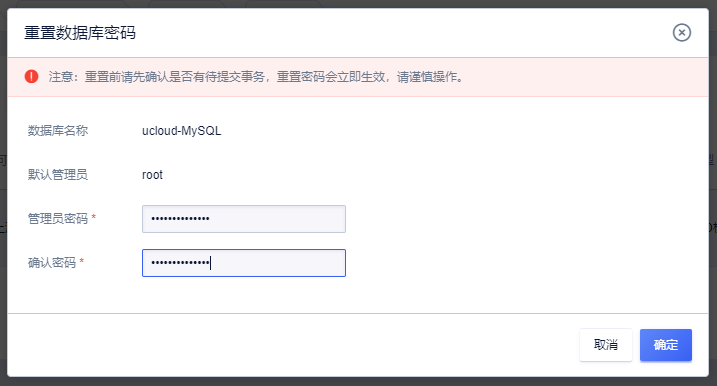 重置数据库密码
注意：重置前请先确认是否有待提交事务，重置密码会立即生效，请谨慎操作。
数据库名称 ucloud-MySQL
默认管理员 root
管理员密码 * ••••••••••••••
确认密码 * ••••••••••••••
取消 确定